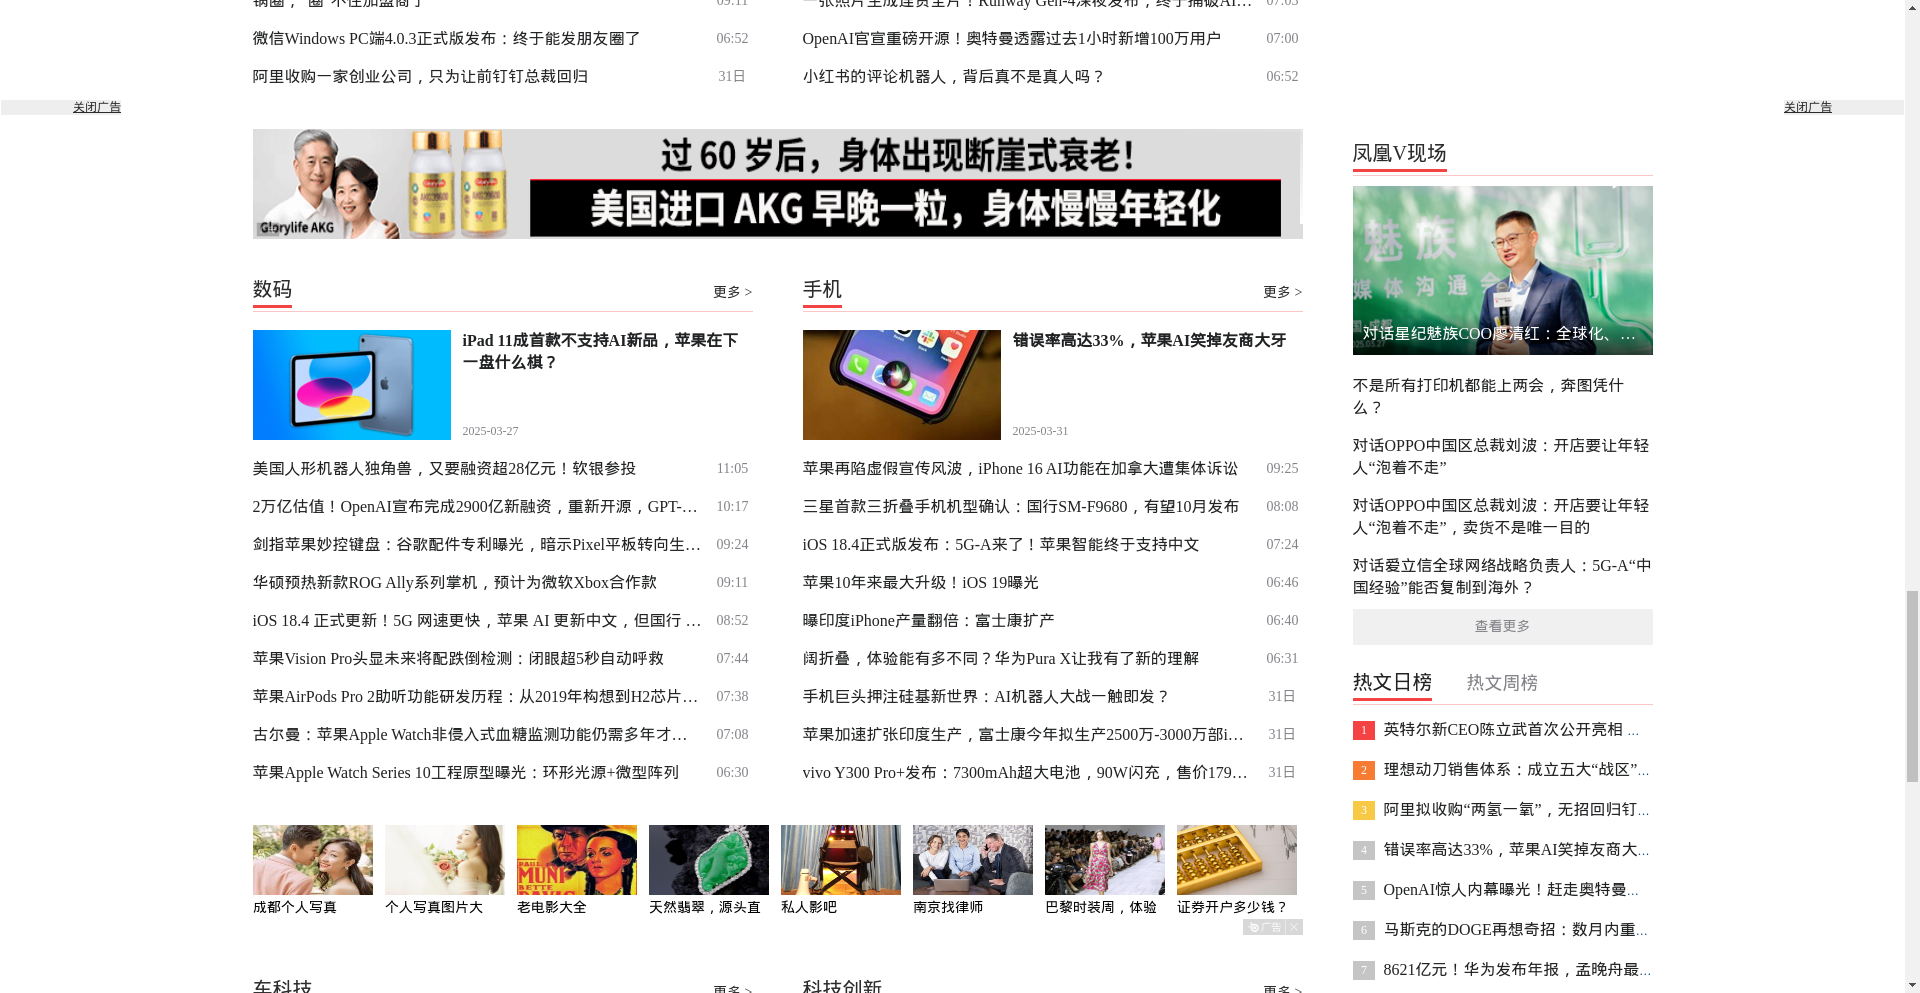 微信Windows PC端4.0.3正式版发布：终于能发朋友圈了 06:52
阿里收购一家创业公司，只为让前钉钉总裁回归 31日
OpenAI官宣重磅开源！奥特曼透露过去1小时新增100万用户 07:00
小红书的评论机器人，背后真不是真人吗？ 06:52
关闭广告
关闭广告
过 60 岁后，身体出现断崖式衰老！
美国进口 AKG 早晚一粒，身体慢慢年轻化
Glorylife AKG
数码
更多 >
iPad 11成首款不支持AI新品，苹果在下
一盘什么棋？
2025-03-27
美国人形机器人独角兽，又要融资超28亿元！软银参投 11:05
2万亿估值！OpenAI宣布完成2900亿新融资，重新开源，GPT-… 10:17
剑指苹果妙控键盘：谷歌配件专利曝光，暗示Pixel平板转向生… 09:24
华硕预热新款ROG Ally系列掌机，预计为微软Xbox合作款 09:11
iOS 18.4 正式更新！5G 网速更快，苹果 AI 更新中文，但国行 … 08:52
苹果Vision Pro头显未来将配跌倒检测：闭眼超5秒自动呼救 07:44
苹果AirPods Pro 2助听功能研发历程：从2019年构想到H2芯片… 07:38
古尔曼：苹果Apple Watch非侵入式血糖监测功能仍需多年才… 07:08
苹果Apple Watch Series 10工程原型曝光：环形光源+微型阵列 06:30
手机
更多 >
错误率高达33%，苹果AI笑掉友商大牙
2025-03-31
苹果再陷虚假宣传风波，iPhone 16 AI功能在加拿大遭集体诉讼 09:25
三星首款三折叠手机机型确认：国行SM-F9680，有望10月发布 08:08
iOS 18.4正式版发布：5G-A来了！苹果智能终于支持中文 07:24
苹果10年来最大升级！iOS 19曝光 06:46
曝印度iPhone产量翻倍：富士康扩产 06:40
阔折叠，体验能有多不同？华为Pura X让我有了新的理解 06:31
手机巨头押注硅基新世界：AI机器人大战一触即发？ 31日
苹果加速扩张印度生产，富士康今年拟生产2500万-3000万部i… 31日
vivo Y300 Pro+发布：7300mAh超大电池，90W闪充，售价179… 31日
成都个人写真
个人写真图片大
老电影大全
天然翡翠，源头直
私人影吧
南京找律师
巴黎时装周，体验
证券开户多少钱？
广告
车科技
更多 >
科技创新
更多 >
凤凰V现场
魅族
媒体沟通会
对话星纪魅族COO廖清红：全球化、…
不是所有打印机都能上两会，奔图凭什
么？
对话OPPO中国区总裁刘波：开店要让年轻
人“泡着不走”
对话OPPO中国区总裁刘波：开店要让年轻
人“泡着不走”，卖货不是唯一目的
对话爱立信全球网络战略负责人：5G-A“中
国经验”能否复制到海外？
查看更多
热文日榜 热文周榜
1 英特尔新CEO陈立武首次公开亮相 …
2 理想动刀销售体系：成立五大“战区”…
3 阿里拟收购“两氢一氧”，无招回归钉…
4 错误率高达33%，苹果AI笑掉友商大…
5 OpenAI惊人内幕曝光！赶走奥特曼…
6 马斯克的DOGE再想奇招：数月内重…
7 8621亿元！华为发布年报，孟晚舟最…